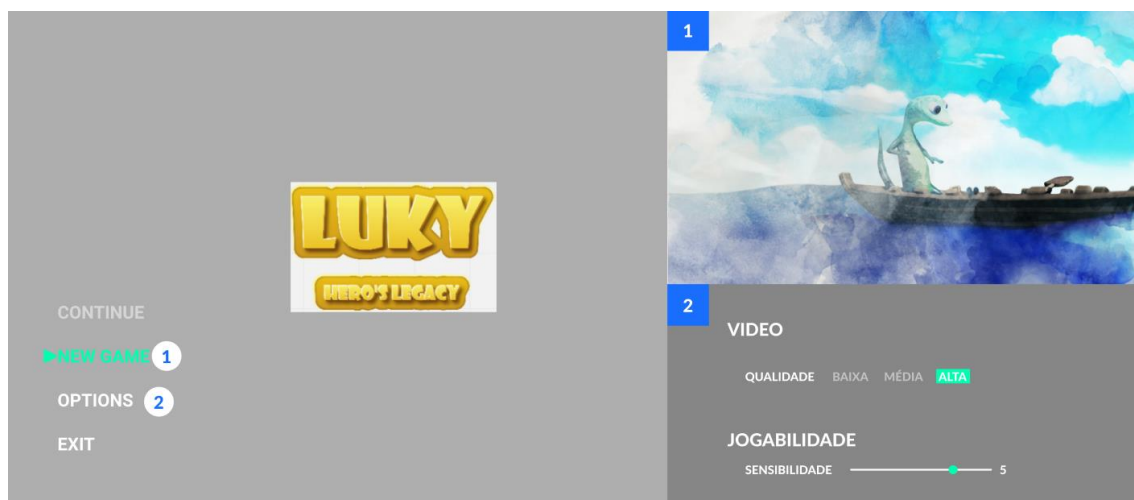 LUKY
HERO'S LEGACY
CONTINUE
NEW GAME 1
OPTIONS 2
EXIT
1
2
VIDEO
QUALIDADE BAIXA MÉDIA ALTA
JOGABILIDADE
SENSIBILIDADE 5